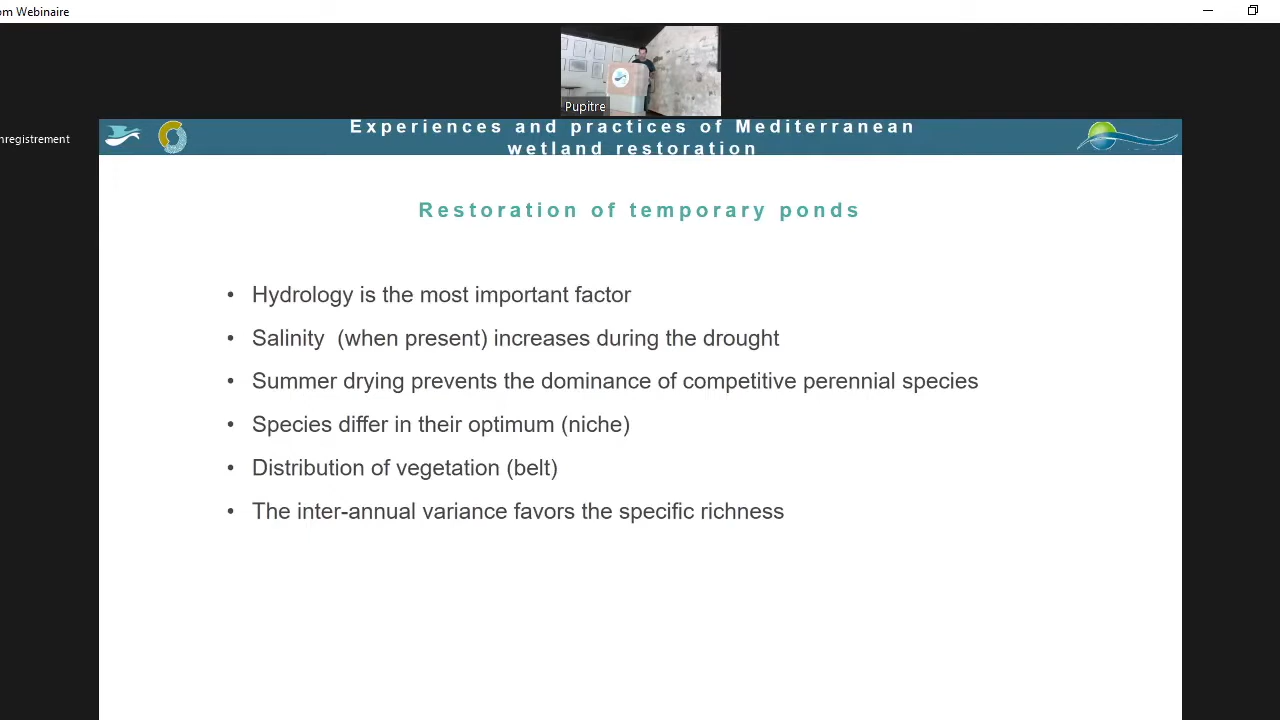 om Webinaire
Pupitre
nregistrement
Experiences and practices of Mediterranean
wetland restoration
Restoration of temporary ponds
• Hydrology is the most important factor
• Salinity (when present) increases during the drought
• Summer drying prevents the dominance of competitive perennial species
• Species differ in their optimum (niche)
• Distribution of vegetation (belt)
• The inter-annual variance favors the specific richness